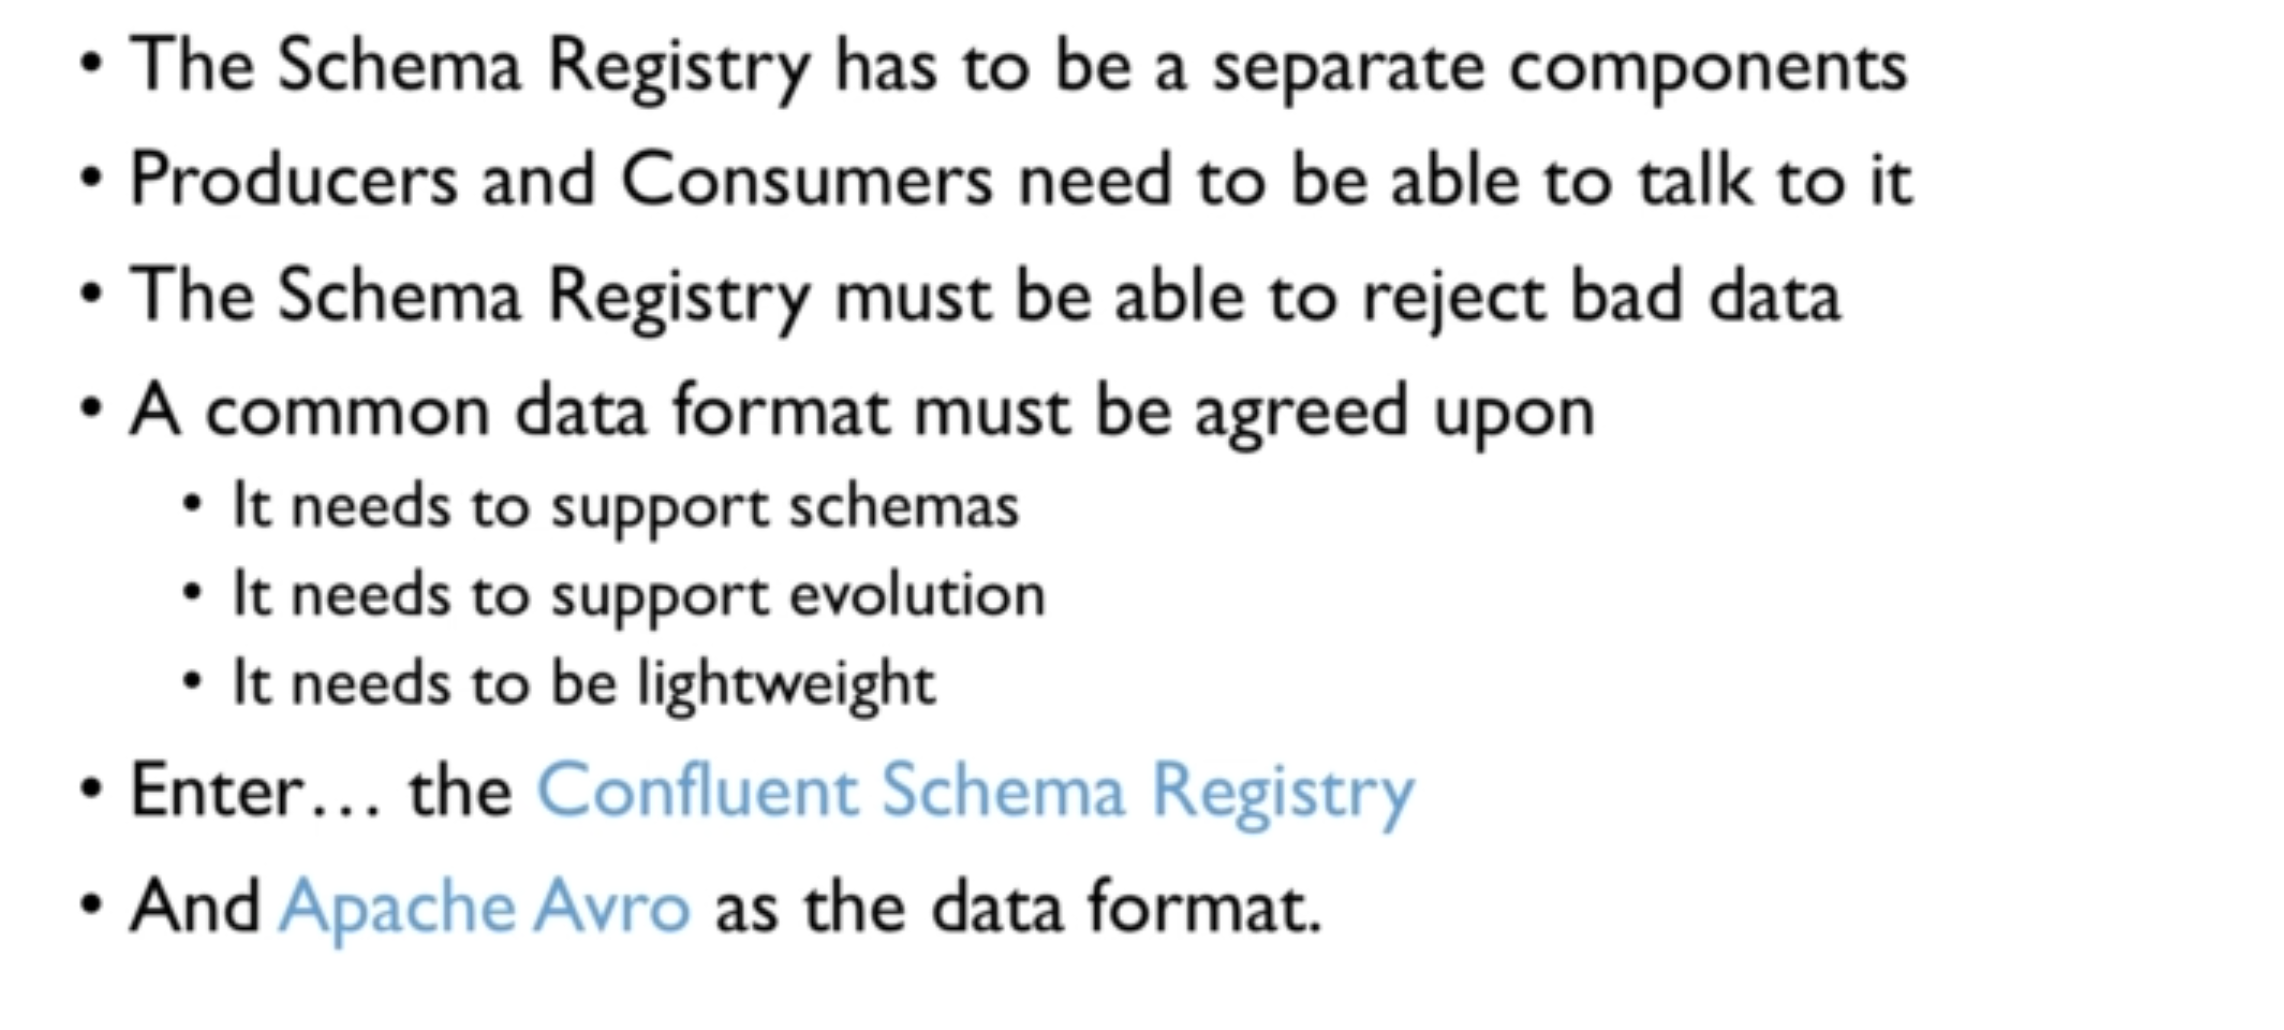 • The Schema Registry has to be a separate components
• Producers and Consumers need to be able to talk to it
• The Schema Registry must be able to reject bad data
• A common data format must be agreed upon
• It needs to support schemas
• It needs to support evolution
• It needs to be lightweight
• Enter… the Confluent Schema Registry
• And Apache Avro as the data format.